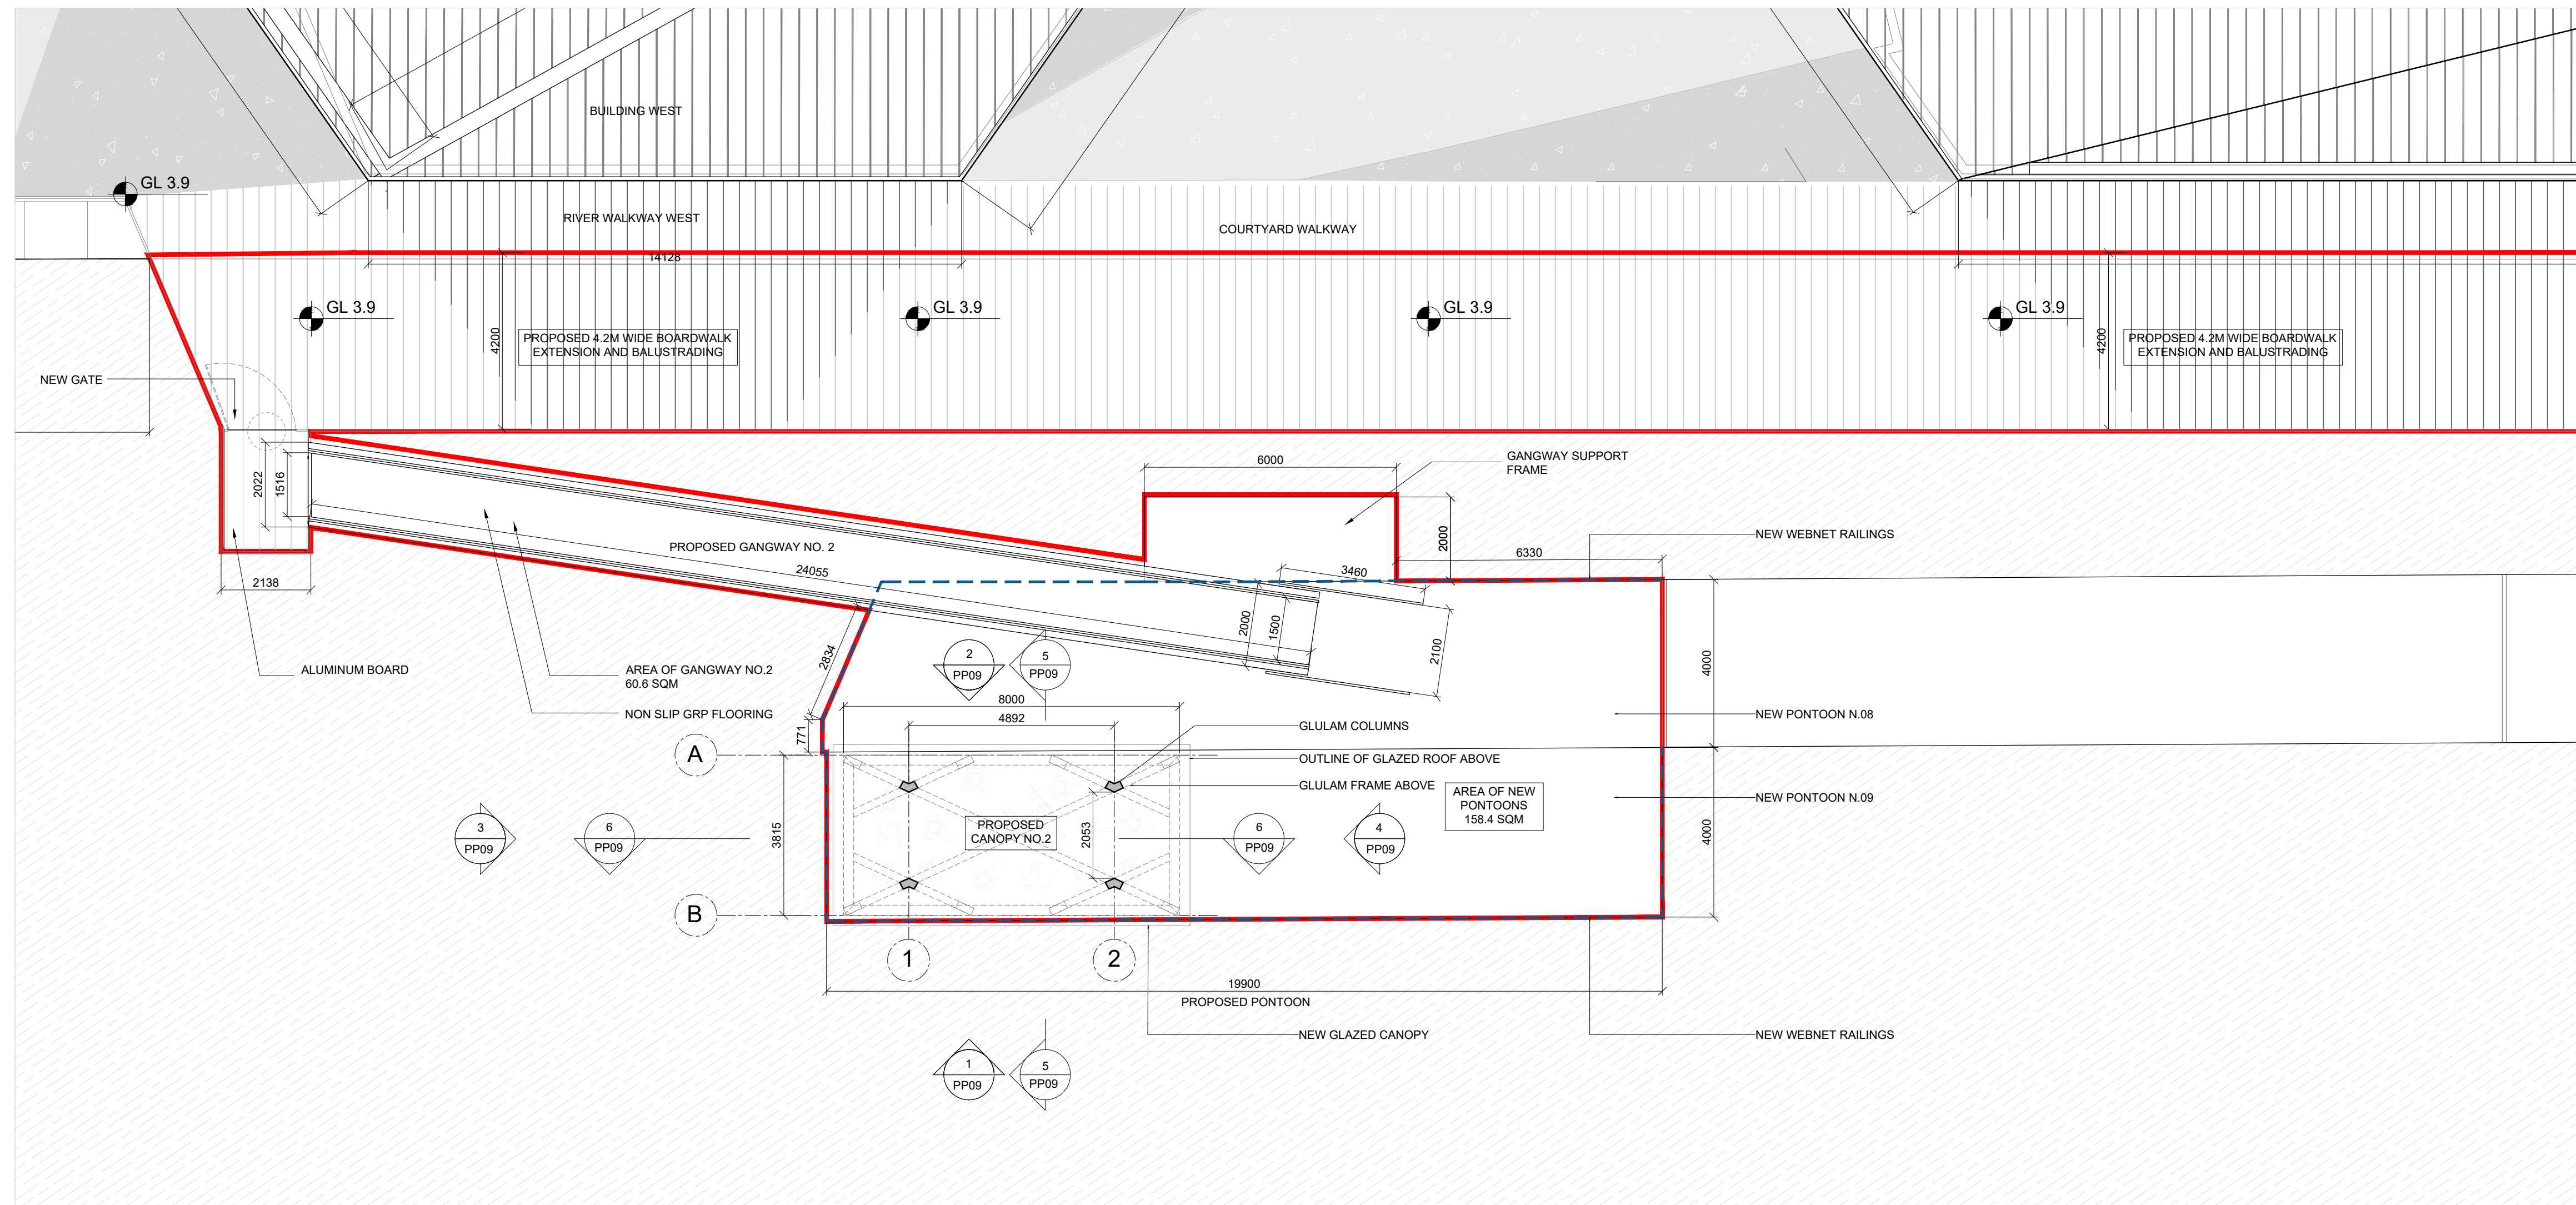 BUILDING WEST
GL 3.9
RIVER WALKWAY WEST
COURTYARD WALKWAY
14128
GL 3.9
GL 3.9
GL 3.9
GL 3.9
4200
PROPOSED 4.2M WIDE BOARDWALK
EXTENSION AND BALUSTRADING
4200
PROPOSED 4.2M WIDE BOARDWALK
EXTENSION AND BALUSTRADING
NEW GATE
2022
1516
6000
GANGWAY SUPPORT
FRAME
2000
NEW WEBNET RAILINGS
6330
PROPOSED GANGWAY NO. 2
24055
3460
2138
2000
1500
2100
2834
4000
ALUMINUM BOARD
AREA OF GANGWAY NO.2
60.6 SQM
NON SLIP GRP FLOORING
2
PP09
5
PP09
8000
4892
771
GLULAM COLUMNS
NEW PONTOON N.08
A
OUTLINE OF GLAZED ROOF ABOVE
GLULAM FRAME ABOVE
AREA OF NEW
PONTOONS
158.4 SQM
NEW PONTOON N.09
3
PP09
6
PP09
3815
PROPOSED
CANOPY NO.2
2053
6
PP09
4
PP09
4000
B
1
2
19900
PROPOSED PONTOON
NEW GLAZED CANOPY
NEW WEBNET RAILINGS
1
PP09
5
PP09